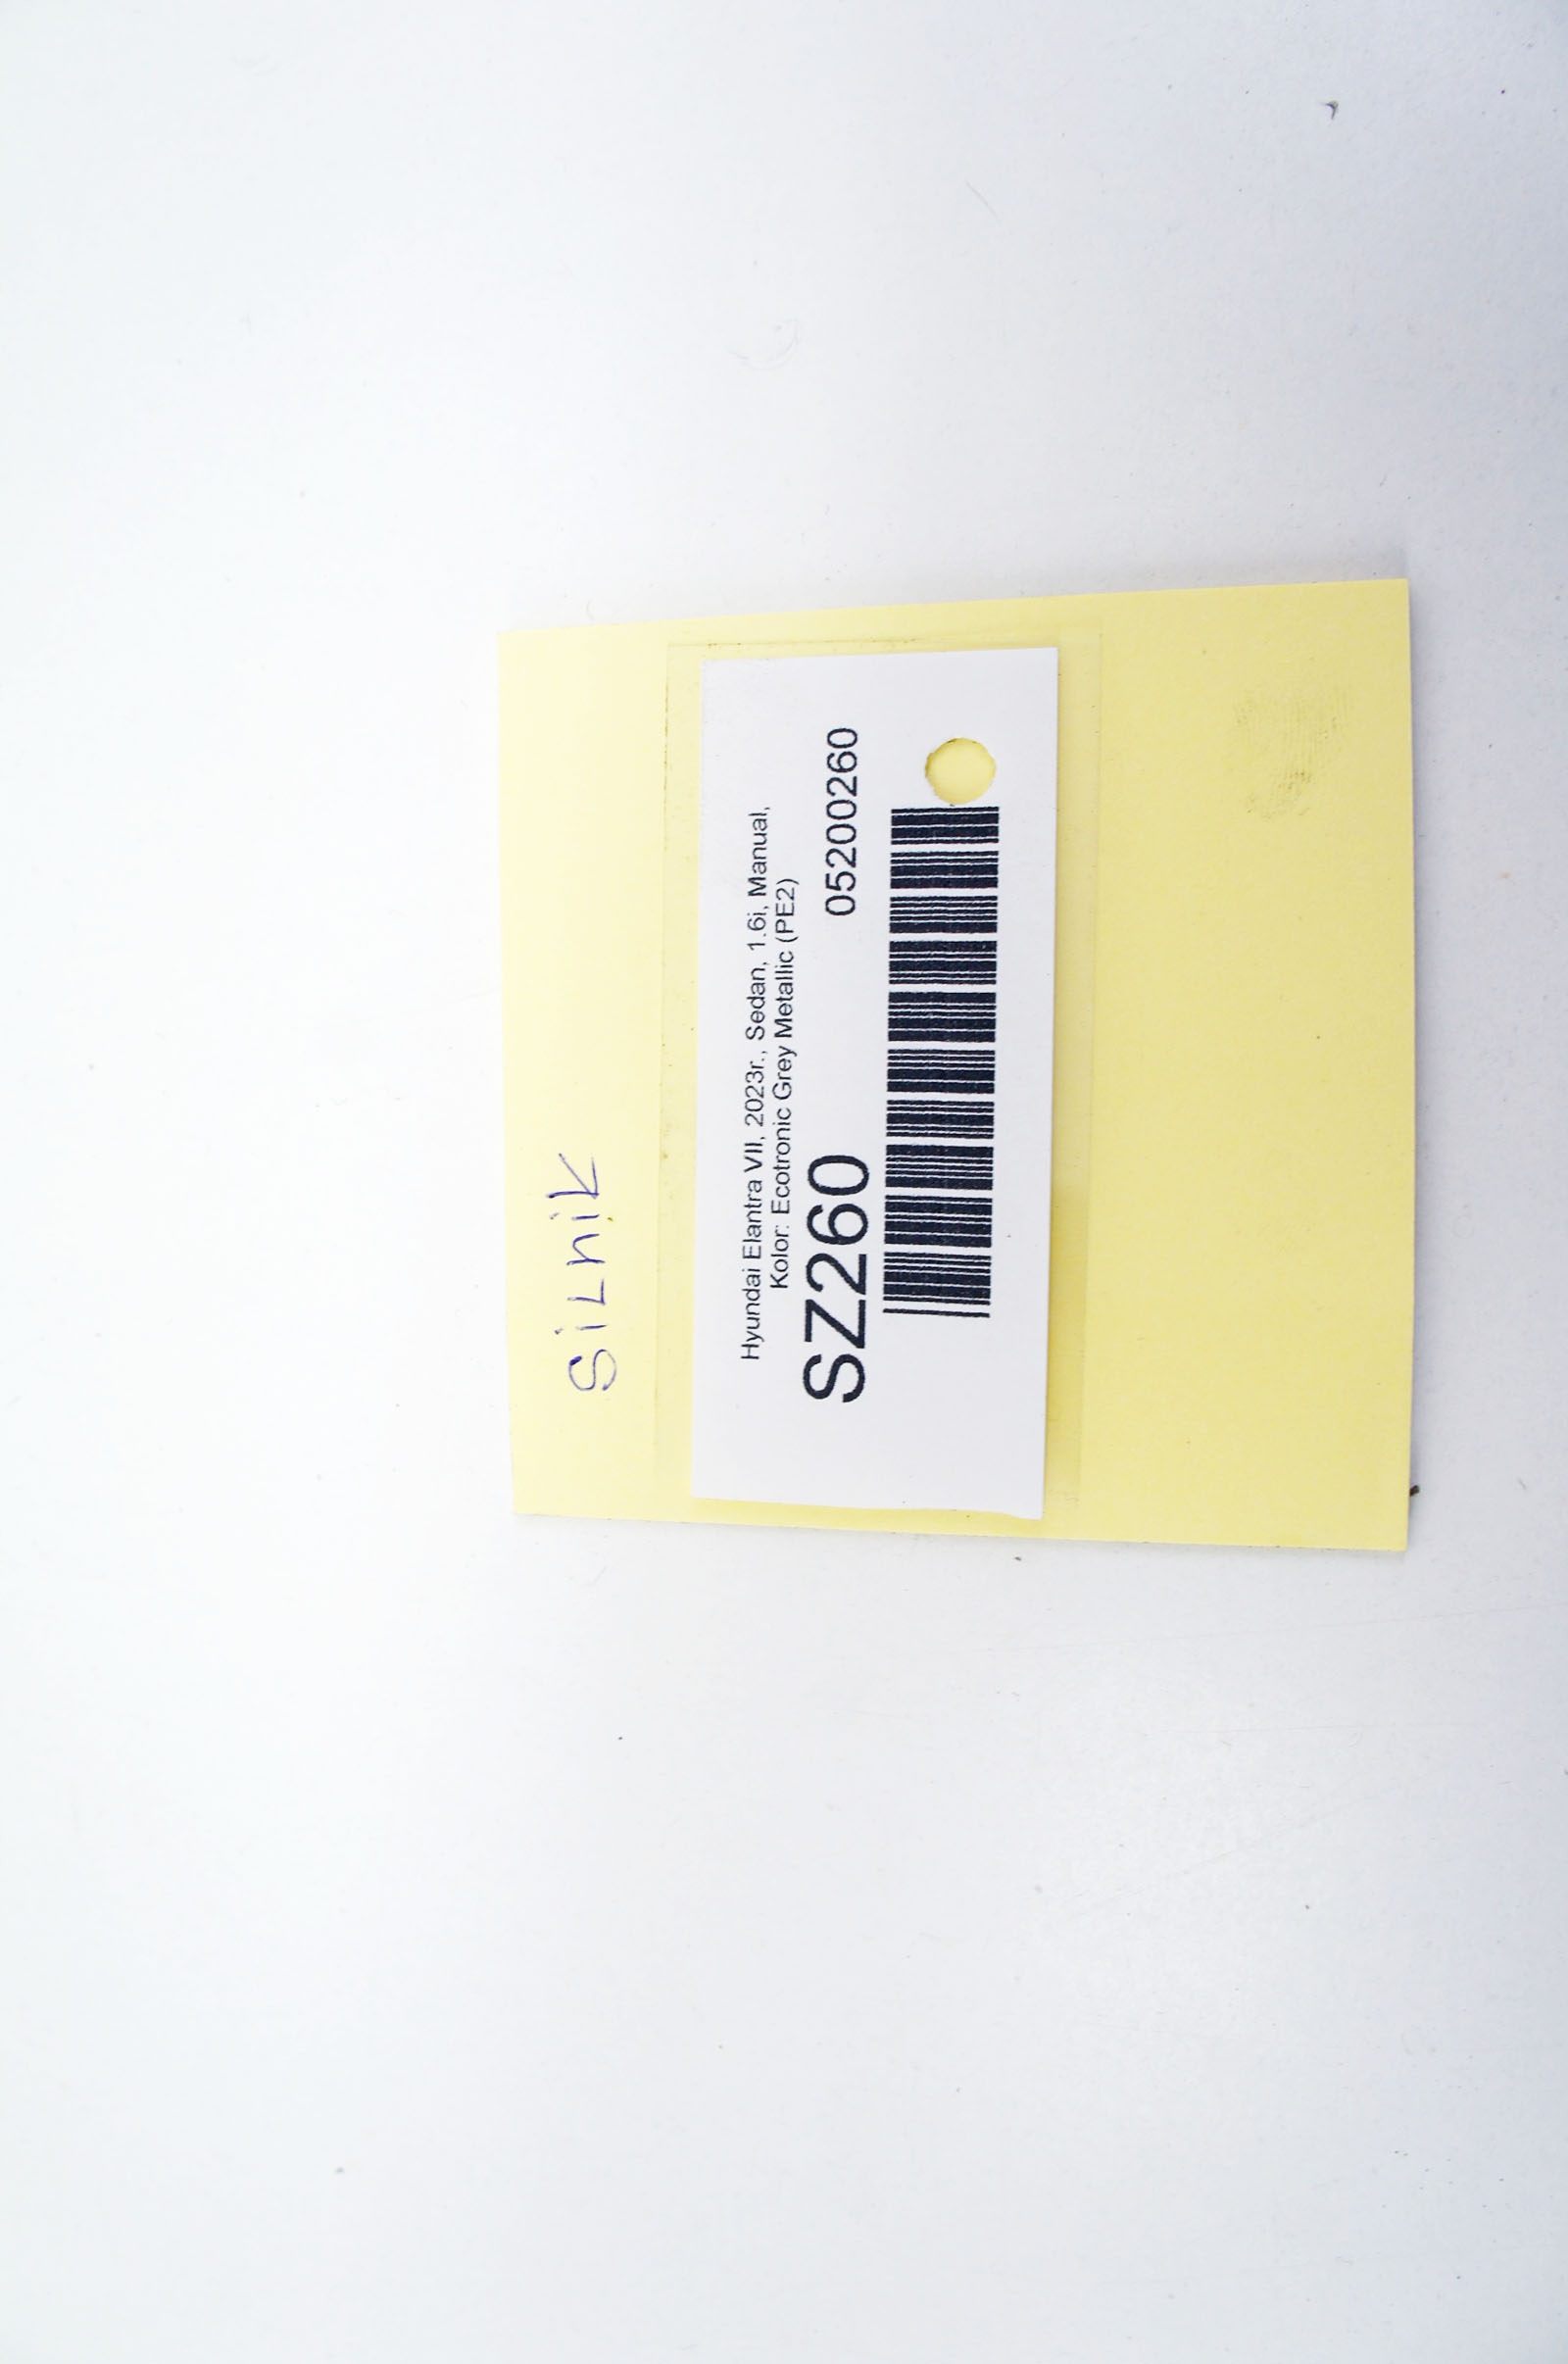 SiLnik
Hyundai Elantra VII, 2023r., Sedan, 1.6i, Manual,
Kolor: Ecotronic Grey Metallic (PE2)
SZ260 05200260